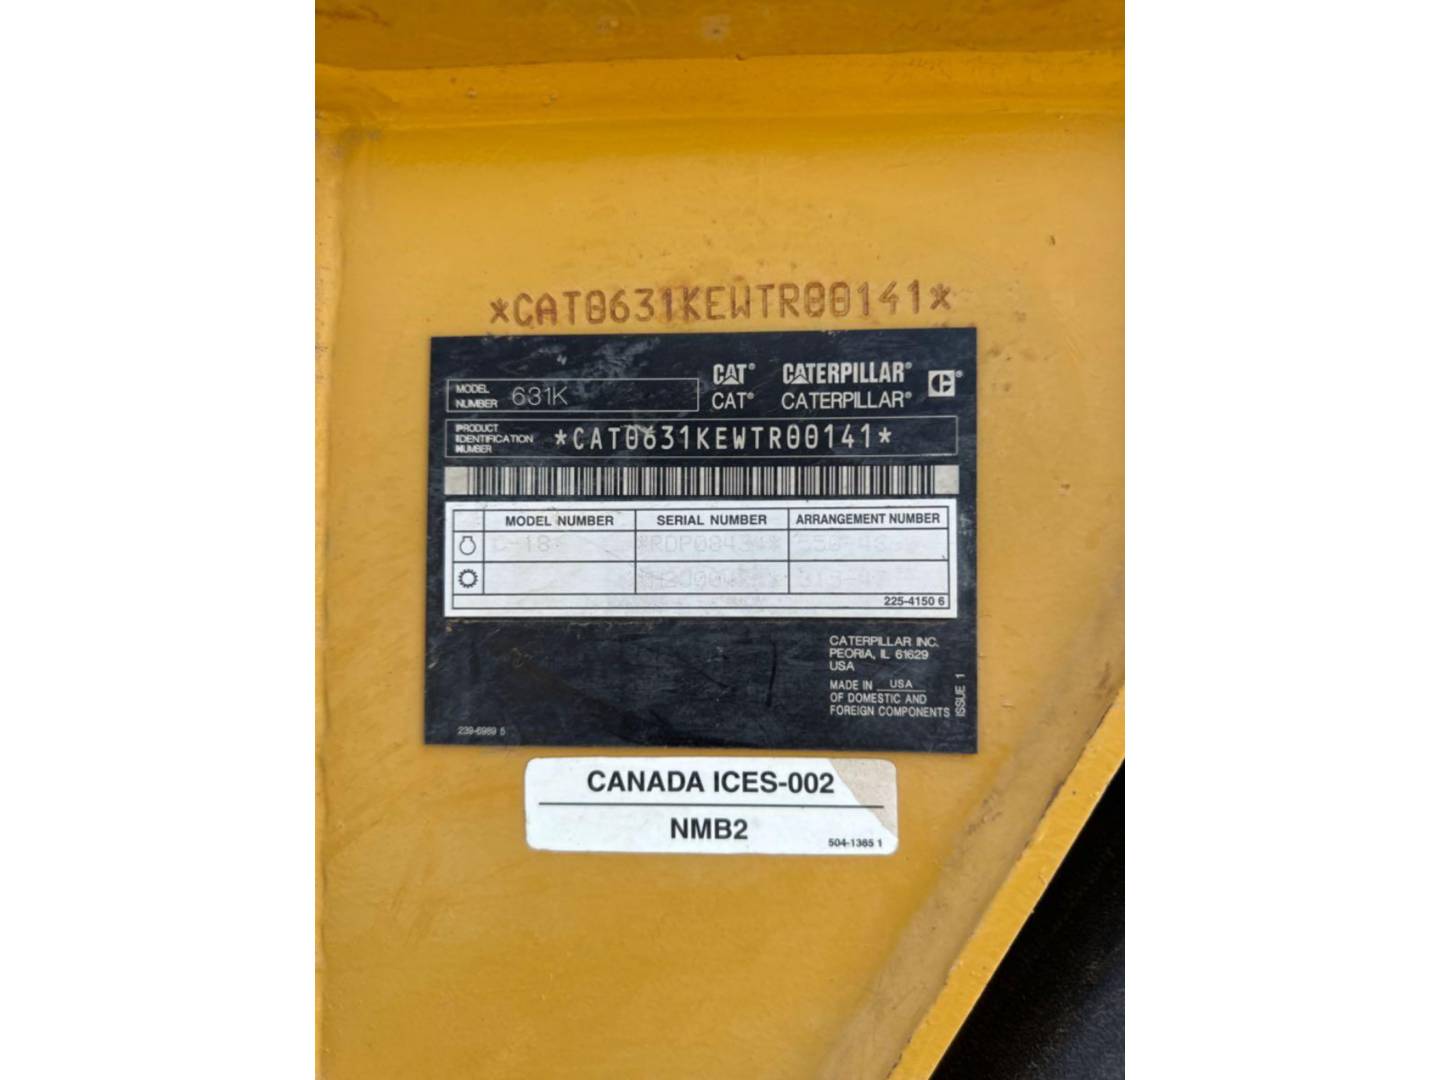 *CAT0631KEWTR00141*
CAT® CATERPILLAR®
CAT® CATERPILLAR®
MODEL NUMBER 631K
PRODUCT IDENTIFICATION NUMBER *CAT0631KEWTR00141*
MODEL NUMBER SERIAL NUMBER ARRANGEMENT NUMBER
C-18
225-4150 6
CATERPILLAR INC.
PEORIA, IL 61629
USA
MADE IN USA
OF DOMESTIC AND
FOREIGN COMPONENTS
ISSUE 1
239-6989 5
CANADA ICES-002
NMB2
504-1365 1